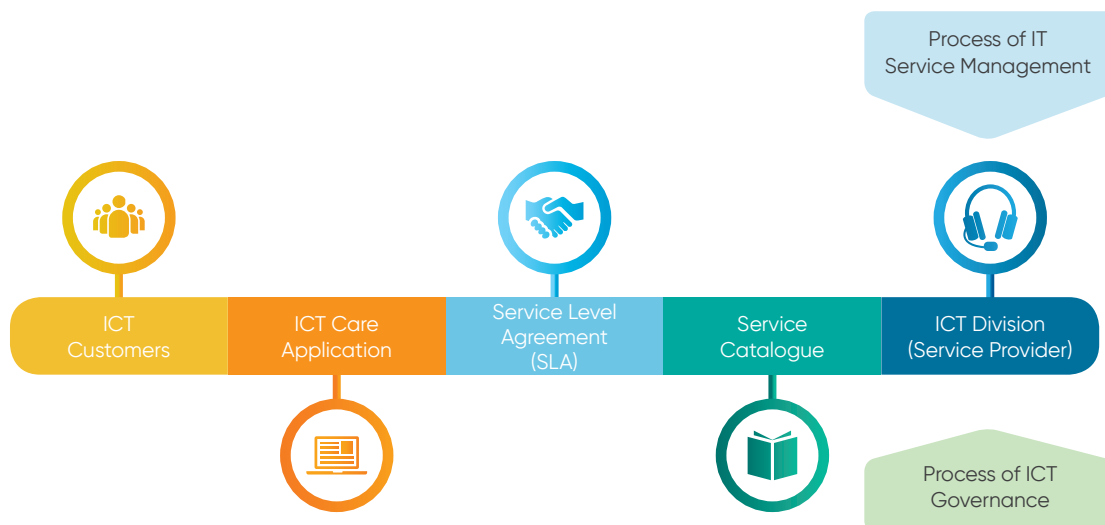 Process of IT
Service Management
ICT
Customers
ICT Care
Application
Service Level
Agreement
(SLA)
Service
Catalogue
ICT Division
(Service Provider)
Process of ICT
Governance